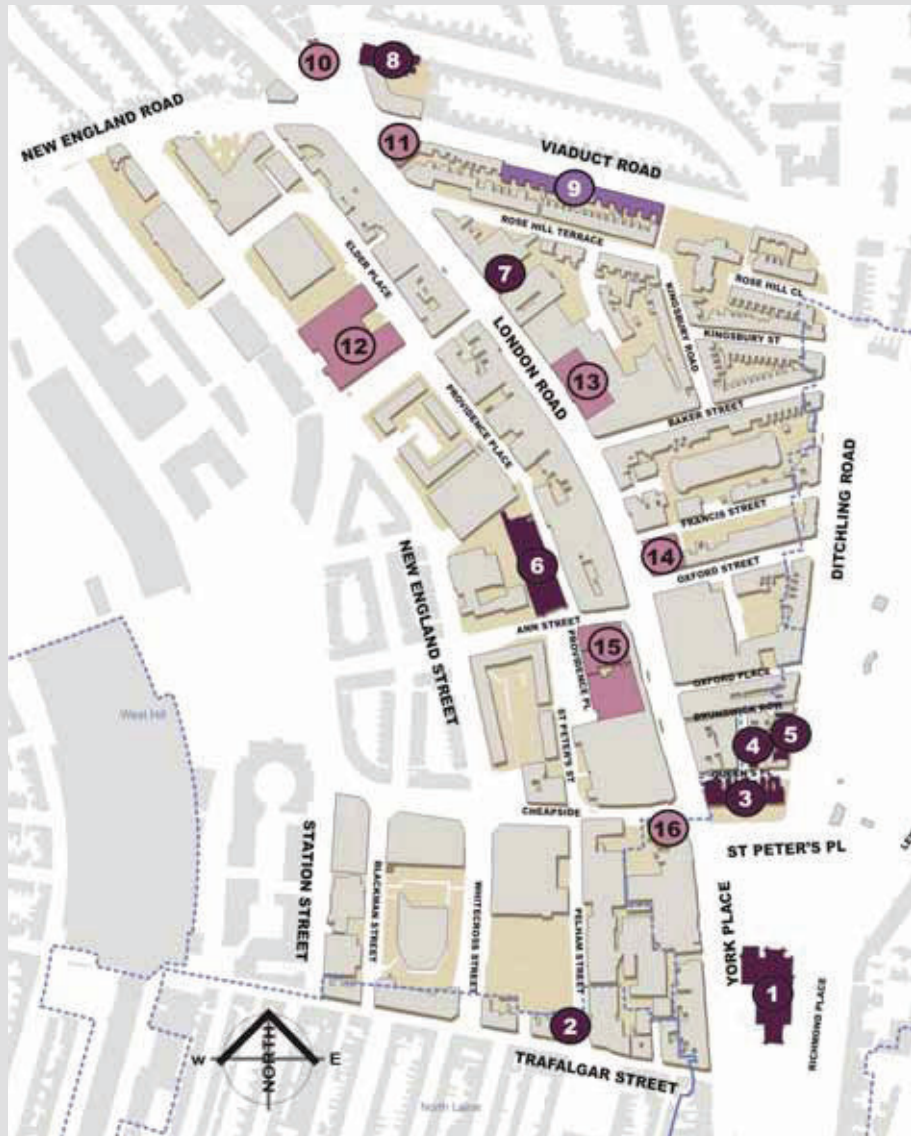 10
8
NEW ENGLAND ROAD
11
VIADUCT ROAD
9
ROSE HILL TERRACE
ELDER PLACE
7
ROSE HILL CL
KINGSBURY ROAD
KINGSBURY ST
12
LONDON ROAD
13
PROVIDENCE PLACE
BAKER STREET
DITCHLING ROAD
FRANCIS STREET
14
OXFORD STREET
6
NEW ENGLAND STREET
ANN STREET
PROVIDENCE PL
15
OXFORD PLACE
West Hill
BRUNSWICK ROW
4
5
ST PETER'S ST
QUEEN'S
3
CHEAPSIDE
16
ST PETER'S PL
STATION STREET
BLACKMAN STREET
WHITECROSS STREET
PELHAM STREET
YORK PLACE
1
RICHMOND PLACE
2
W
NORTH
E
TRAFALGAR STREET
North Laine